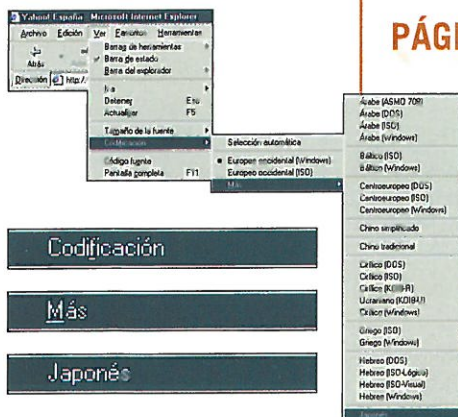 Yahoo! España - Microsoft Internet Explorer
Archivo Edición Ver Favoritos Herramientas
Atrás
Dirección http:/
Barras de herramientas
Barra de estado
Barra del explorador
Ir a
Detener Esc
Actualizar F5
Tamaño de la fuente
Codificación
Código fuente
Pantalla completa F11
Selección automática
Europeo occidental (Windows)
Europeo occidental (ISO)
Más
PÁGI
Árabe (ASMO 708)
Árabe (DOS)
Árabe (ISO)
Árabe (Windows)
Báltico (ISO)
Báltico (Windows)
Centroeuropeo (DOS)
Centroeuropeo (ISO)
Centroeuropeo (Windows)
Chino simplificado
Chino tradicional
Cirílico (DOS)
Cirílico (ISO)
Cirílico (KOI8-R)
Ucraniano (KOI8-U)
Cirílico (Windows)
Griego (ISO)
Griego (Windows)
Hebreo (DOS)
Hebreo (ISO-Lógico)
Hebreo (ISO-Visual)
Hebreo (Windows)
Japonés
Codificación
Más
Japonés